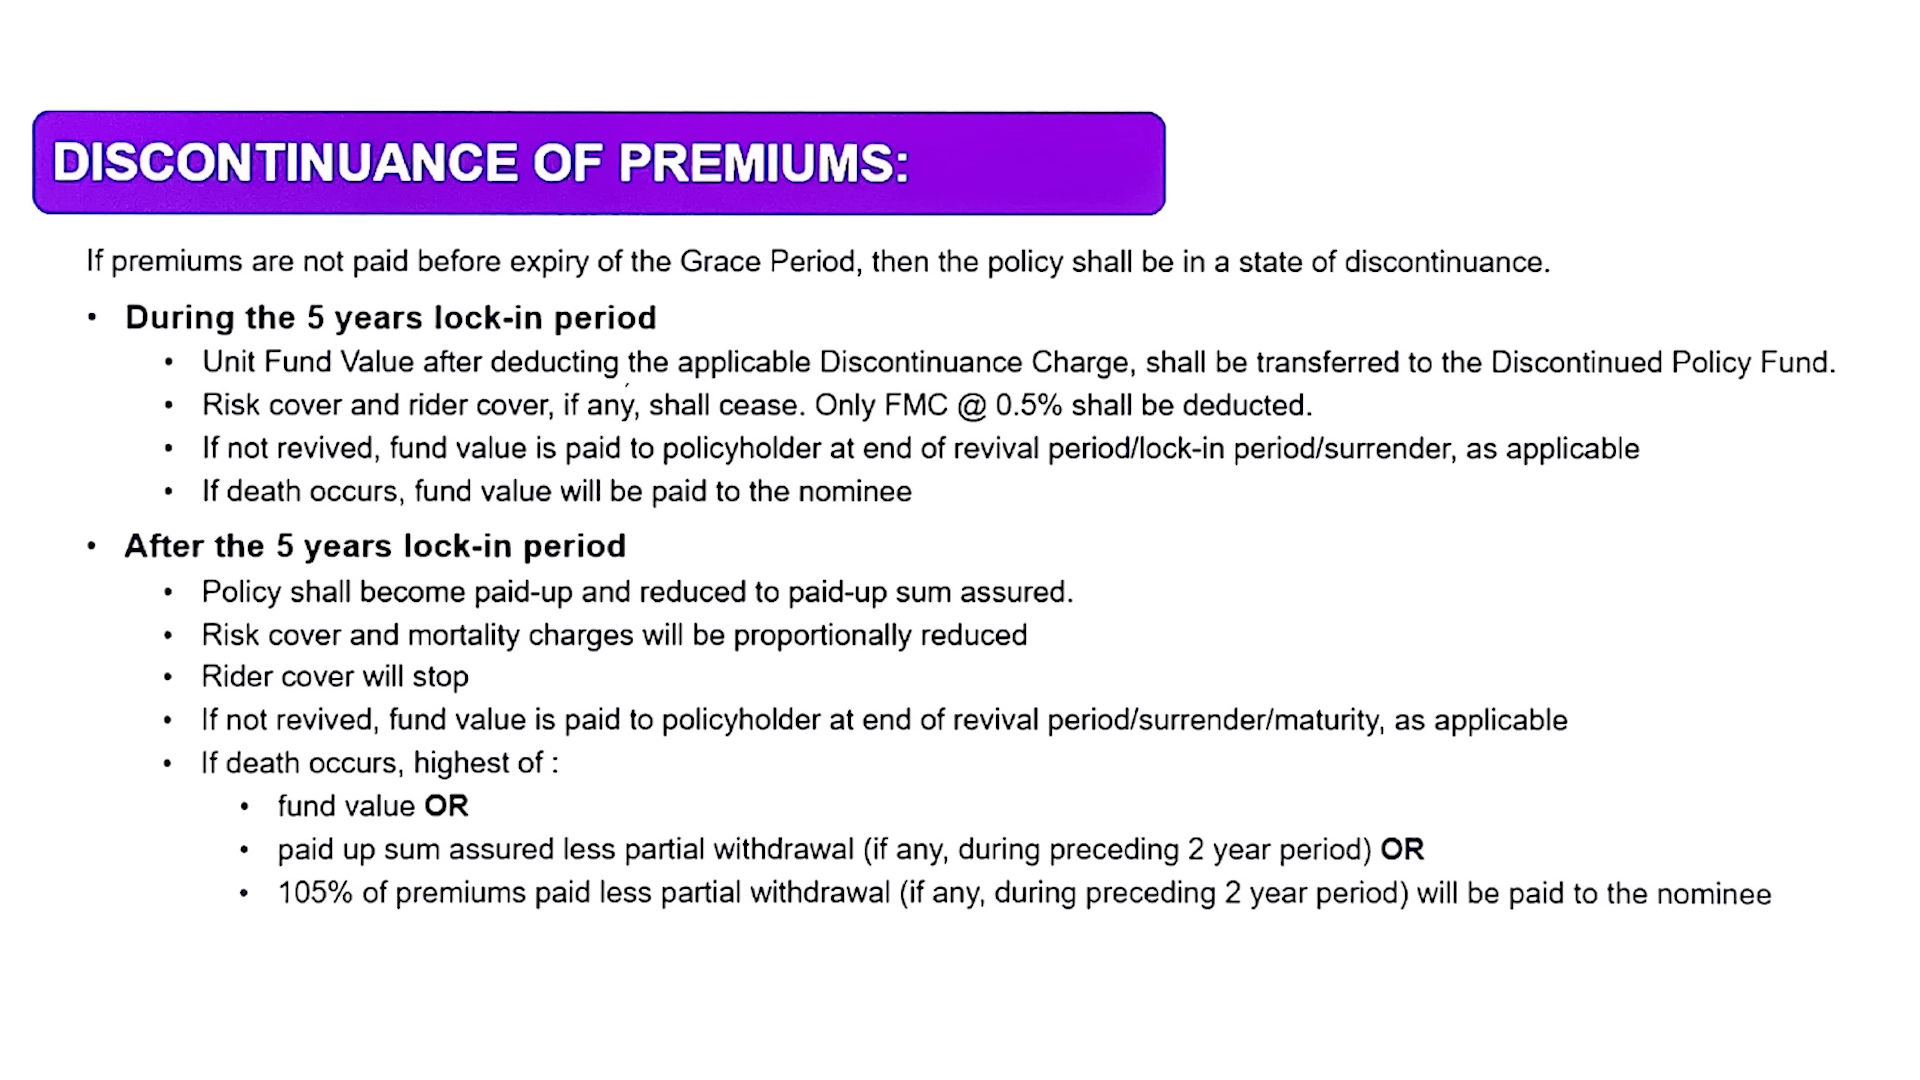 DISCONTINUANCE OF PREMIUMS:
If premiums are not paid before expiry of the Grace Period, then the policy shall be in a state of discontinuance.
• During the 5 years lock-in period
• Unit Fund Value after deducting the applicable Discontinuance Charge, shall be transferred to the Discontinued Policy Fund.
• Risk cover and rider cover, if any, shall cease. Only FMC @ 0.5% shall be deducted.
• If not revived, fund value is paid to policyholder at end of revival period/lock-in period/surrender, as applicable
• If death occurs, fund value will be paid to the nominee
• After the 5 years lock-in period
• Policy shall become paid-up and reduced to paid-up sum assured.
• Risk cover and mortality charges will be proportionally reduced
• Rider cover will stop
• If not revived, fund value is paid to policyholder at end of revival period/surrender/maturity, as applicable
• If death occurs, highest of :
• fund value OR
• paid up sum assured less partial withdrawal (if any, during preceding 2 year period) OR
• 105% of premiums paid less partial withdrawal (if any, during preceding 2 year period) will be paid to the nominee